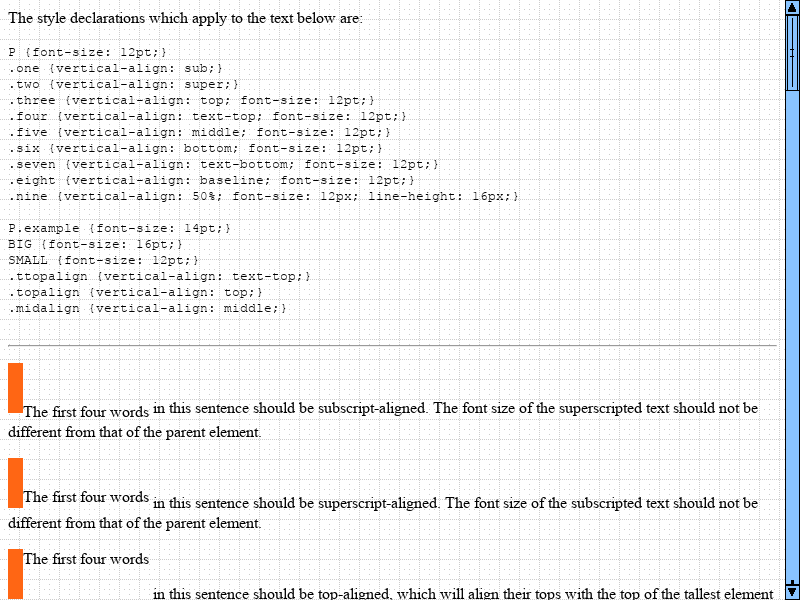 The style declarations which apply to the text below are:
P {font-size: 12pt;}
.one {vertical-align: sub;}
.two {vertical-align: super;}
.three {vertical-align: top; font-size: 12pt;}
.four {vertical-align: text-top; font-size: 12pt;}
.five {vertical-align: middle; font-size: 12pt;}
.six {vertical-align: bottom; font-size: 12pt;}
.seven {vertical-align: text-bottom; font-size: 12pt;}
.eight {vertical-align: baseline; font-size: 12pt;}
.nine {vertical-align: 50%; font-size: 12px; line-height: 16px;}
P.example {font-size: 14pt;}
BIG {font-size: 16pt;}
SMALL {font-size: 12pt;}
.ttopalign {vertical-align: text-top;}
.topalign {vertical-align: top;}
.midalign {vertical-align: middle;}
The first four words in this sentence should be subscript-aligned. The font size of the superscripted text should not be
different from that of the parent element.
The first four words in this sentence should be superscript-aligned. The font size of the subscripted text should not be
different from that of the parent element.
The first four words
in this sentence should be top-aligned, which will align their tops with the top of the tallest element